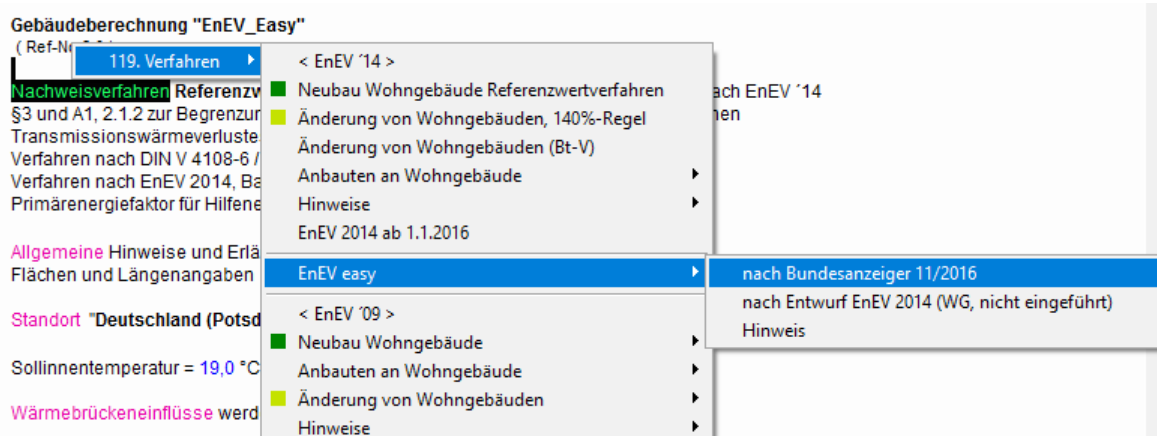 Gebäudeberechnung "EnEV_Easy"
( Ref-N
119. Verfahren
Nachweisverfahren Referenzw
ach EnEV ´14
§3 und A1, 2.1.2 zur Begrenzur
nen
Transmissionswärmeverluste
Verfahren nach DIN V 4108-6 /
Verfahren nach EnEV 2014, Ba
Primärenergiefaktor für Hilfene
Allgemeine Hinweise und Erlä
Flächen und Längenangaben
Standort "Deutschland (Potsd
Sollinnentemperatur = 19,0 °C
Wärmebrückeneinflüsse werd
< EnEV ´14 >
Neubau Wohngebäude Referenzwertverfahren
Änderung von Wohngebäuden, 140%-Regel
Änderung von Wohngebäuden (Bt-V)
Anbauten an Wohngebäude
Hinweise
EnEV 2014 ab 1.1.2016
EnEV easy
< EnEV ´09 >
Neubau Wohngebäude
Anbauten an Wohngebäude
Änderung von Wohngebäuden
Hinweise
nach Bundesanzeiger 11/2016
nach Entwurf EnEV 2014 (WG, nicht eingeführt)
Hinweis